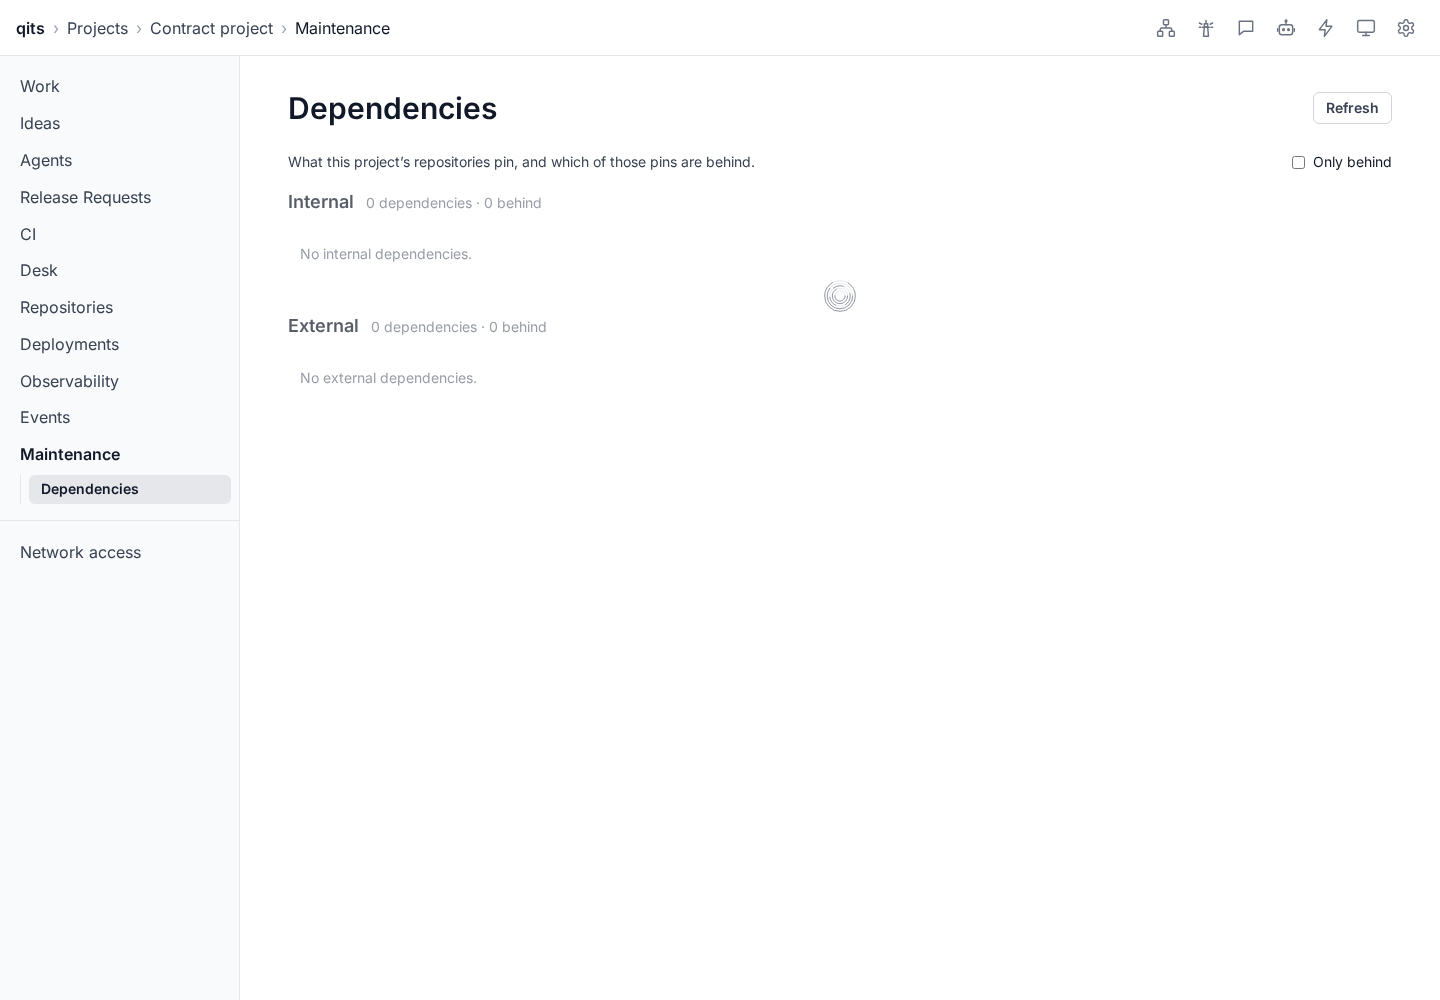 qits › Projects › Contract project › Maintenance
Work
Ideas
Agents
Release Requests
CI
Desk
Repositories
Deployments
Observability
Events
Maintenance
Dependencies
Network access
Dependencies
Refresh
What this project’s repositories pin, and which of those pins are behind.
Only behind
Internal 0 dependencies · 0 behind
No internal dependencies.
External 0 dependencies · 0 behind
No external dependencies.